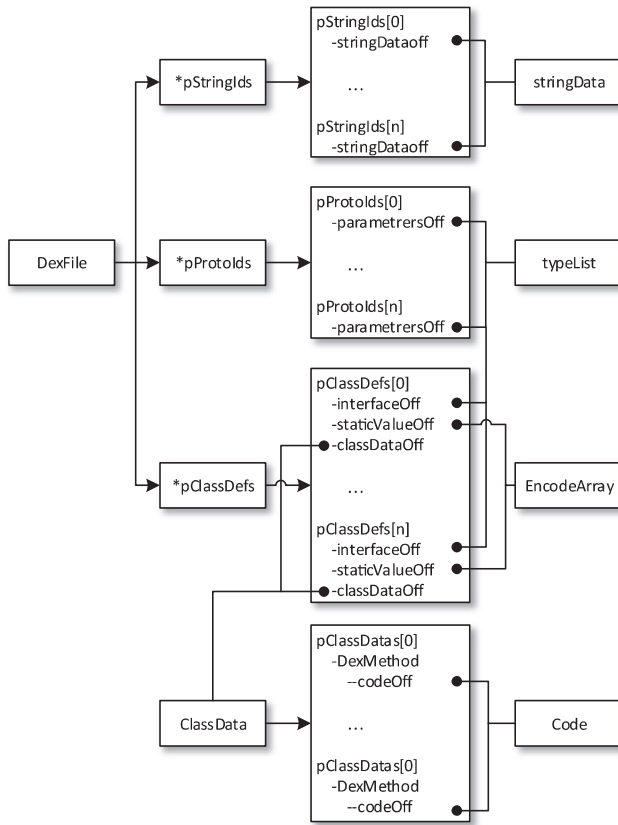 pStringIds[0]
-stringDataoff
*pStringIds
...
stringData
pStringIds[n]
-stringDataoff
pProtoIds[0]
-parametrersOff
DexFile
*pProtoIds
...
typeList
pProtoIds[n]
-parametrersOff
pClassDefs[0]
-interfaceOff
-staticValueOff
-classDataOff
*pClassDefs
...
EncodeArray
pClassDefs[n]
-interfaceOff
-staticValueOff
-classDataOff
pClassDatas[0]
-DexMethod
--codeOff
ClassData
...
Code
pClassDatas[0]
-DexMethod
--codeOff